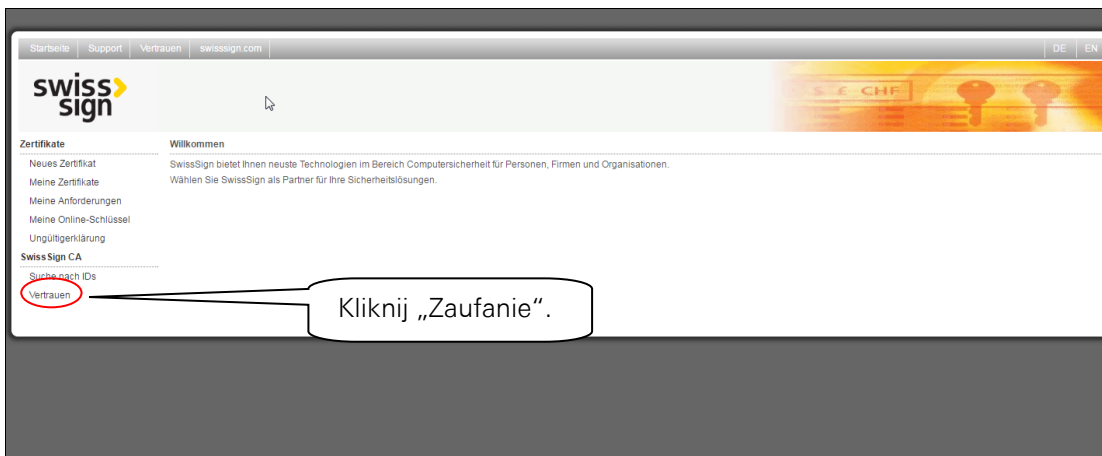 Startseite Support Vertrauen swisssign.com DE EN
swiss
sign
S £ CHF
Zertifikate
Neues Zertifikat
Meine Zertifikate
Meine Anforderungen
Meine Online-Schlüssel
Ungültigerklärung
SwissSign CA
Suche nach IDs
Vertrauen
Willkommen
SwissSign bietet Ihnen neuste Technologien im Bereich Computersicherheit für Personen, Firmen und Organisationen.
Wählen Sie SwissSign als Partner für Ihre Sicherheitslösungen.
Kliknij „Zaufanie“.